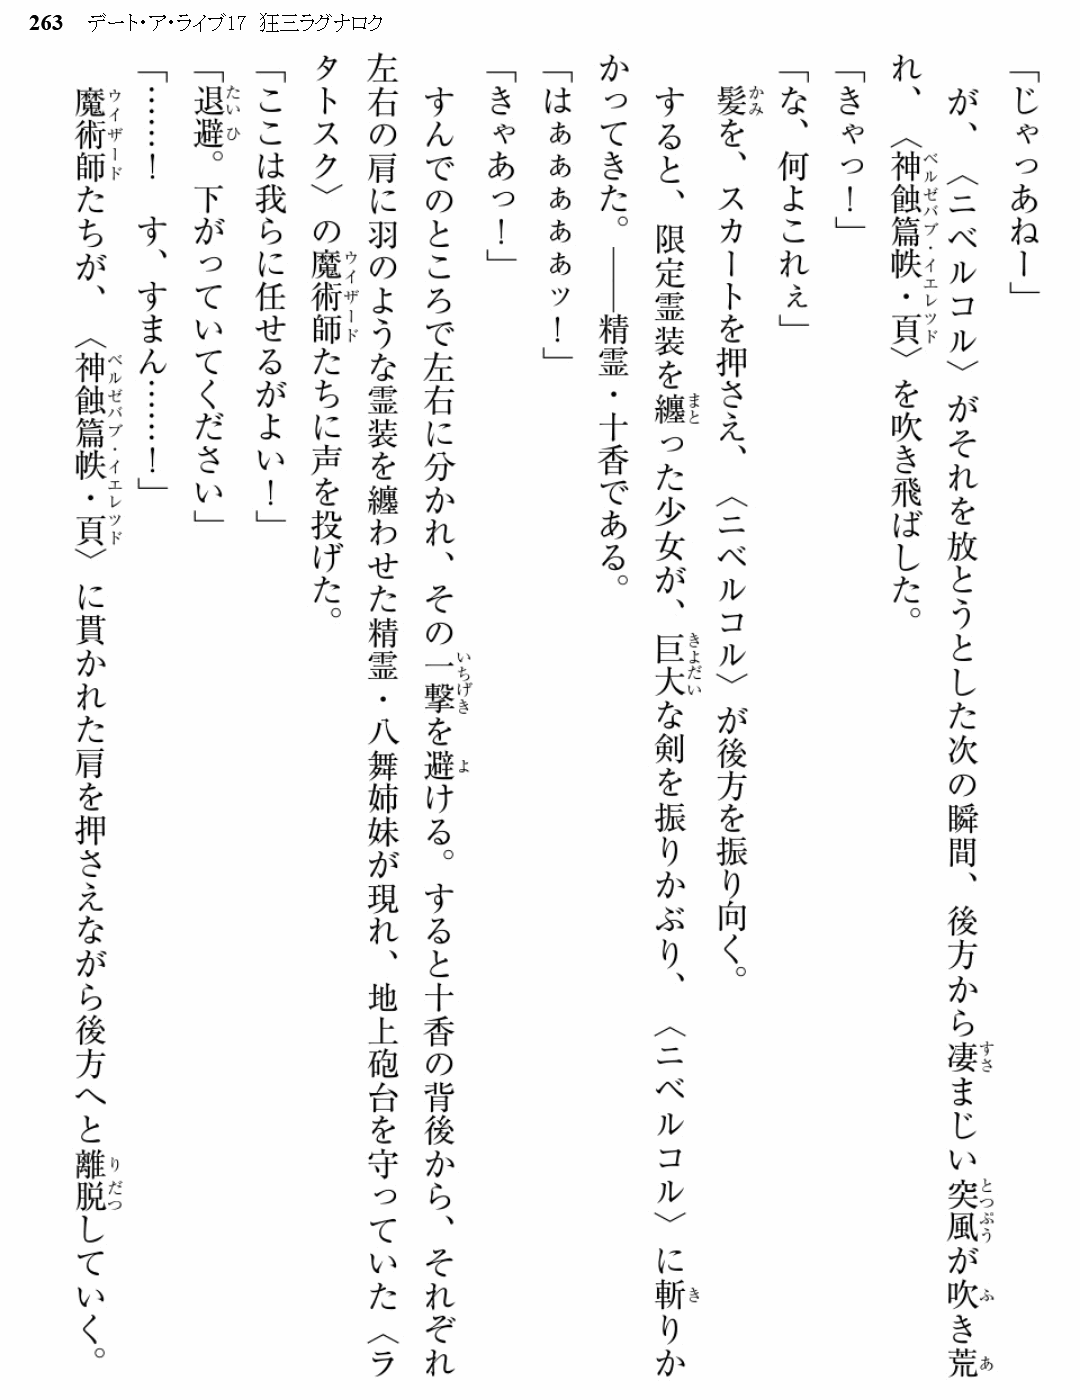 263 デート・ア・ライブ17 狂三ラグナロク
「じゃっあねー」
が、〈ニベルコル〉がそれを放とうとした次の瞬間、後方から凄まじい突風が吹き荒
れ、〈神蝕篇帙・頁〉を吹き飛ばした。
「きゃっ！」
「な、何よこれぇ」
髪を、スカートを押さえ、〈ニベルコル〉が後方を振り向く。
すると、限定霊装を纏った少女が、巨大な剣を振りかぶり、〈ニベルコル〉に斬りか
かってきた。――精霊・十香である。
「はぁぁぁぁぁッ！」
「きゃあっ！」
すんでのところで左右に分かれ、その一撃を避ける。すると十香の背後から、それぞれ
左右の肩に羽のような霊装を纏わせた精霊・八舞姉妹が現れ、地上砲台を守っていた〈ラ
タトスク〉の魔術師たちに声を投げた。
「ここは我らに任せるがよい！」
「退避。下がっていてください」
「……！　す、すまん……！」
魔術師たちが、〈神蝕篇帙・頁〉に貫かれた肩を押さえながら後方へと離脱していく。